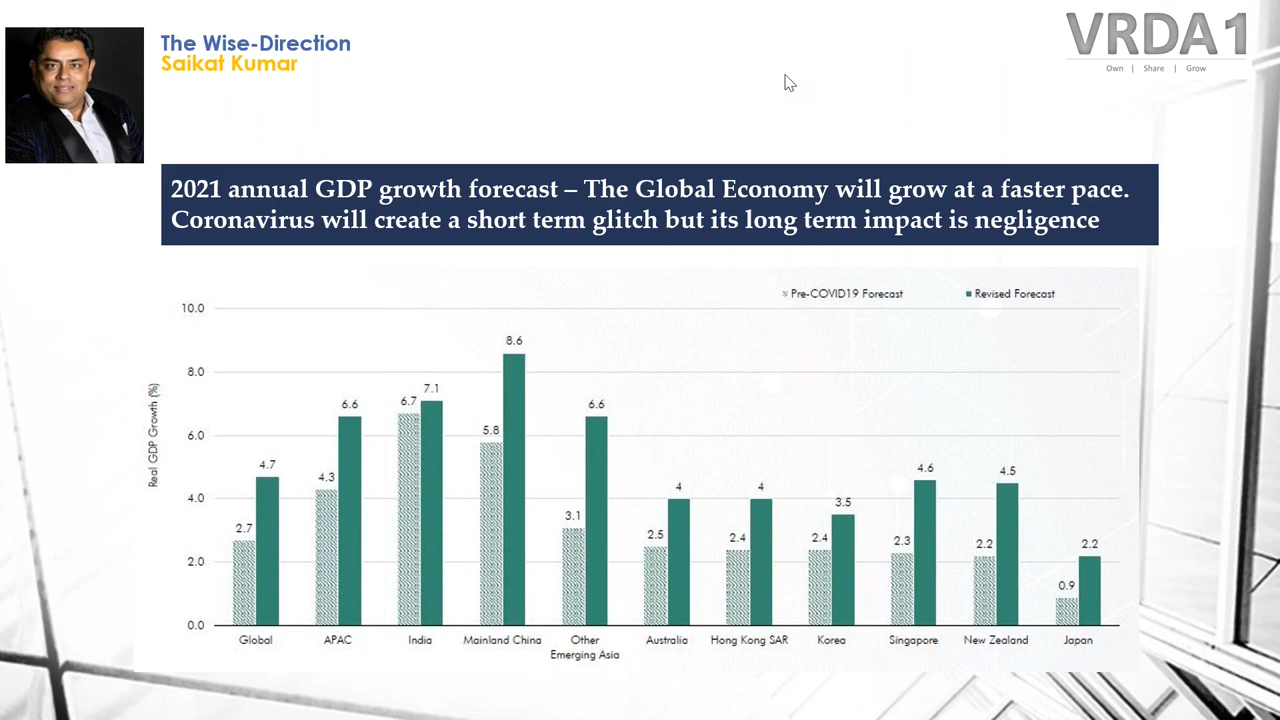 The Wise-Direction
Saikat Kumar
VRDA1
Own | Share | Grow
2021 annual GDP growth forecast – The Global Economy will grow at a faster pace.
Coronavirus will create a short term glitch but its long term impact is negligence
Pre-COVID19 Forecast Revised Forecast
Real GDP Growth (%)
10.0
8.0
6.0
4.0
2.0
0.0
2.7 4.7
4.3 6.6
6.7 7.1
5.8 8.6
3.1 6.6
2.5 4
2.4 4
2.4 3.5
2.3 4.6
2.2 4.5
0.9 2.2
Global APAC India Mainland China Other Australia Hong Kong SAR Korea Singapore New Zealand Japan
Emerging Asia